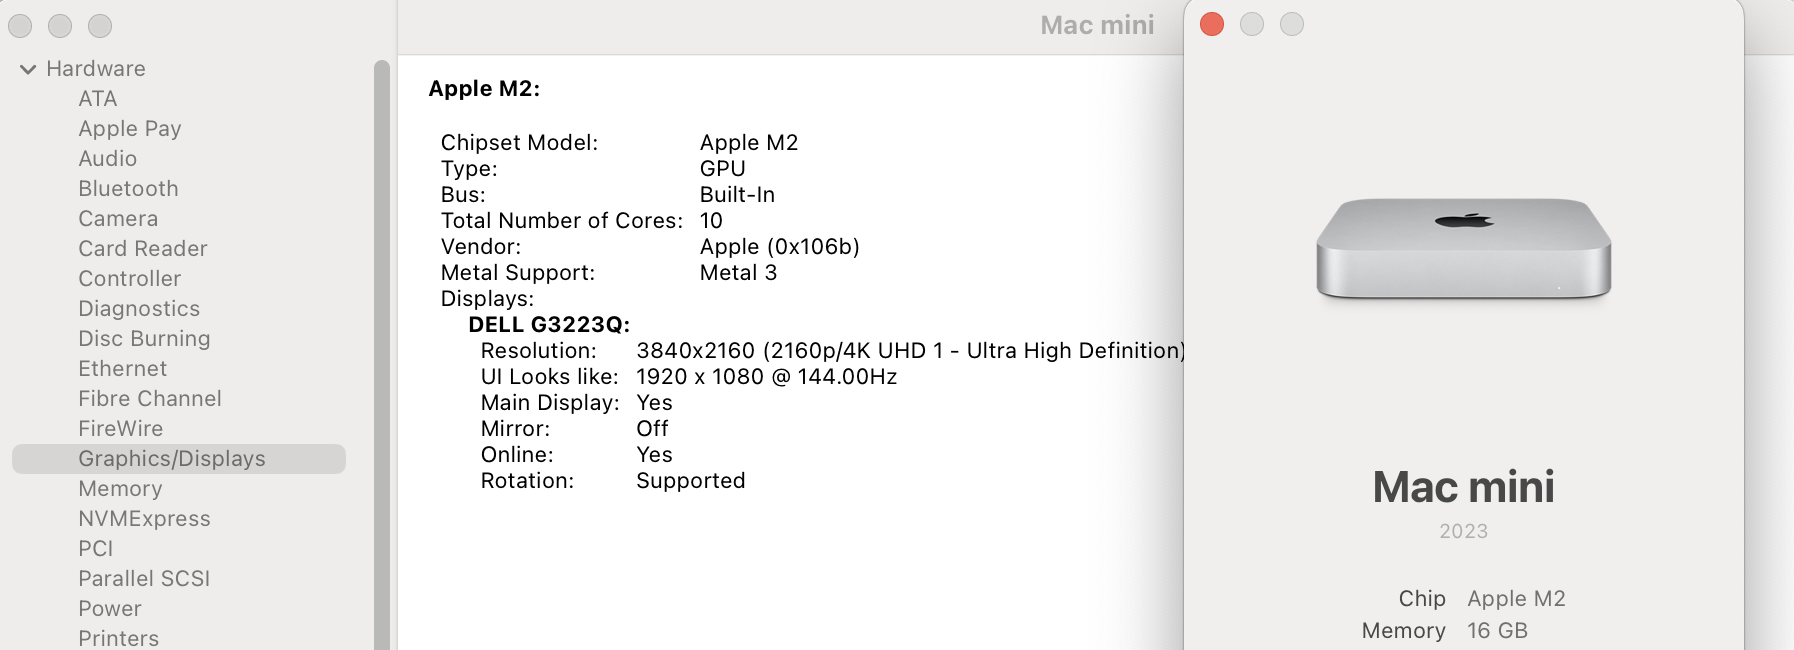 Mac mini
Hardware
ATA
Apple Pay
Audio
Bluetooth
Camera
Card Reader
Controller
Diagnostics
Disc Burning
Ethernet
Fibre Channel
FireWire
Graphics/Displays
Memory
NVMExpress
PCI
Parallel SCSI
Power
Printers
Apple M2:
Chipset Model: Apple M2
Type: GPU
Bus: Built-In
Total Number of Cores: 10
Vendor: Apple (0x106b)
Metal Support: Metal 3
Displays:
DELL G3223Q:
Resolution: 3840x2160 (2160p/4K UHD 1 - Ultra High Definition)
UI Looks like: 1920 x 1080 @ 144.00Hz
Main Display: Yes
Mirror: Off
Online: Yes
Rotation: Supported
Mac mini
2023
Chip Apple M2
Memory 16 GB